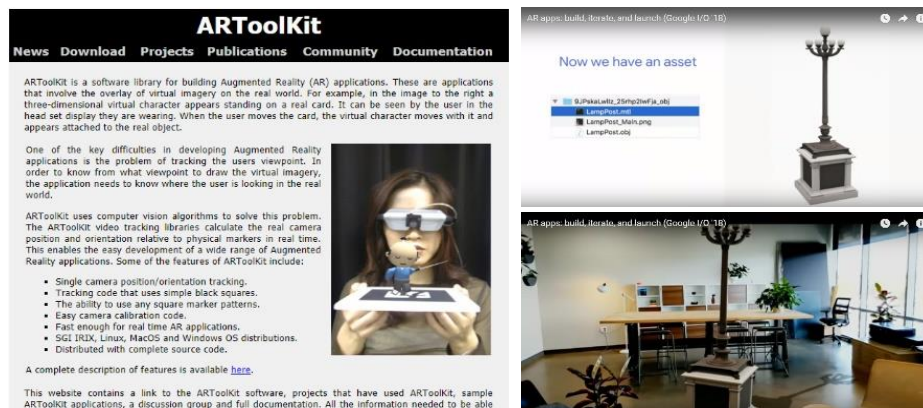 ARToolKit
News Download Projects Publications Community Documentation
ARToolKit is a software library for building Augmented Reality (AR) applications. These are applications
that involve the overlay of virtual imagery on the real world. For example, in the image to the right a
three-dimensional virtual character appears standing on a real card. It can be seen by the user in the
head set display they are wearing. When the user moves the card, the virtual character moves with it and
appears attached to the real object.
One of the key difficulties in developing Augmented Reality
applications is the problem of tracking the users viewpoint. In
order to know from what viewpoint to draw the virtual imagery,
the application needs to know where the user is looking in the real
world.
ARToolKit uses computer vision algorithms to solve this problem.
The ARToolKit video tracking libraries calculate the real camera
position and orientation relative to physical markers in real time.
This enables the easy development of a wide range of Augmented
Reality applications. Some of the features of ARToolKit include:
Single camera position/orientation tracking.
Tracking code that uses simple black squares.
The ability to use any square marker patterns.
Easy camera calibration code.
Fast enough for real time AR applications.
SGI IRIX, Linux, MacOS and Windows OS distributions.
Distributed with complete source code.
A complete description of features is available here.
This website contains a link to the ARToolKit software, projects that have used ARToolKit, sample
ARToolKit applications, a discussion group and full documentation. All the information needed to be able
AR apps: build, iterate, and launch (Google I/O '18)
Now we have an asset
LampPost.mtl
LampPost_Main.png
LampPost.obj
AR apps: build, iterate, and launch (Google I/O '18)